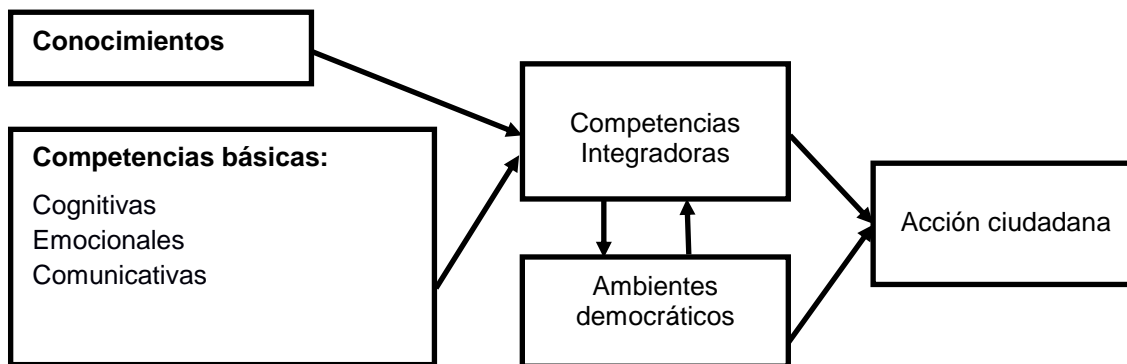 Conocimientos
Competencias básicas:
Cognitivas
Emocionales
Comunicativas
Competencias
Integradoras
Ambientes
democráticos
Acción ciudadana